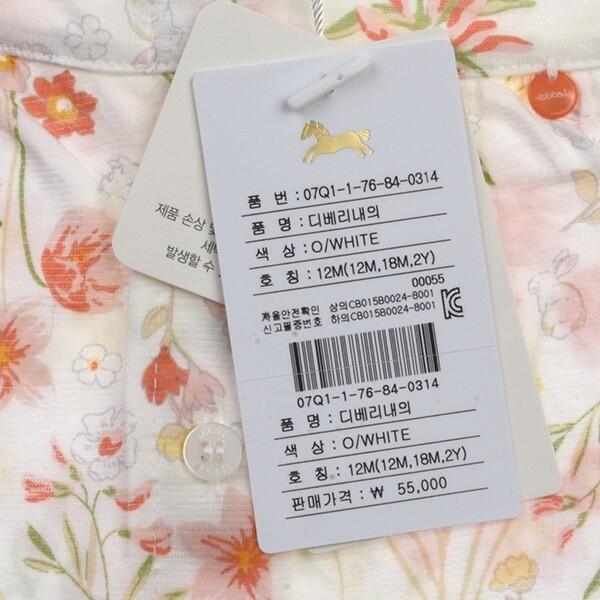 품 번 : 07Q1-1-76-84-0314
품 명 : 디베리내의
색 상 : O/WHITE
호 칭 : 12M(12M,18M,2Y)
00055
자율안전확인 상의CB015B0024-8001
신고필증번호 하의CB015B0024-8001
07Q1-1-76-84-0314
품 명 : 디베리내의
색 상 : O/WHITE
호 칭 : 12M(12M,18M,2Y)
판매가격 : ₩ 55,000
제품 손상 및
세탁
발생할 수